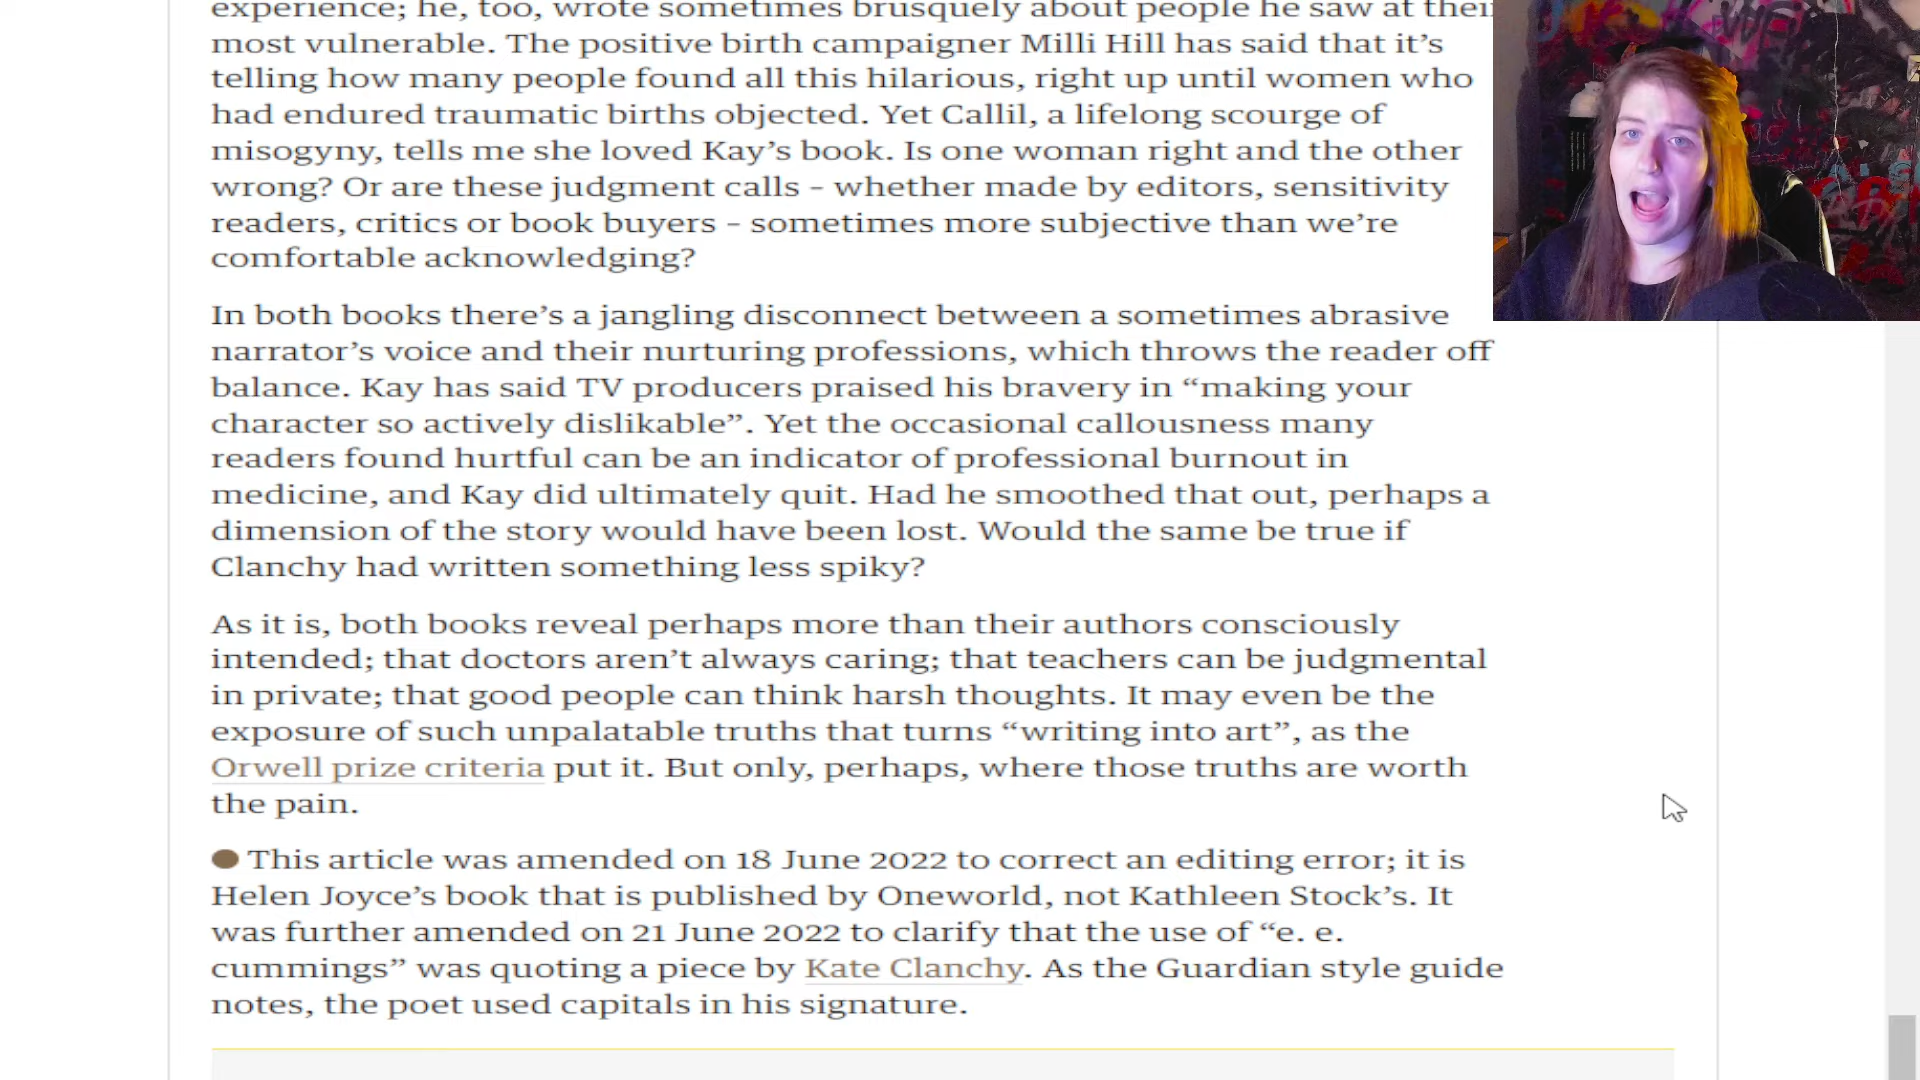 experience; he, too, wrote sometimes brusquely about people he saw at their
most vulnerable. The positive birth campaigner Milli Hill has said that it’s
telling how many people found all this hilarious, right up until women who
had endured traumatic births objected. Yet Callil, a lifelong scourge of
misogyny, tells me she loved Kay’s book. Is one woman right and the other
wrong? Or are these judgment calls – whether made by editors, sensitivity
readers, critics or book buyers – sometimes more subjective than we’re
comfortable acknowledging?
In both books there’s a jangling disconnect between a sometimes abrasive
narrator’s voice and their nurturing professions, which throws the reader off
balance. Kay has said TV producers praised his bravery in “making your
character so actively dislikable”. Yet the occasional callousness many
readers found hurtful can be an indicator of professional burnout in
medicine, and Kay did ultimately quit. Had he smoothed that out, perhaps a
dimension of the story would have been lost. Would the same be true if
Clanchy had written something less spiky?
As it is, both books reveal perhaps more than their authors consciously
intended; that doctors aren’t always caring; that teachers can be judgmental
in private; that good people can think harsh thoughts. It may even be the
exposure of such unpalatable truths that turns “writing into art”, as the
Orwell prize criteria put it. But only, perhaps, where those truths are worth
the pain.
● This article was amended on 18 June 2022 to correct an editing error; it is
Helen Joyce’s book that is published by Oneworld, not Kathleen Stock’s. It
was further amended on 21 June 2022 to clarify that the use of “e. e.
cummings” was quoting a piece by Kate Clanchy. As the Guardian style guide
notes, the poet used capitals in his signature.